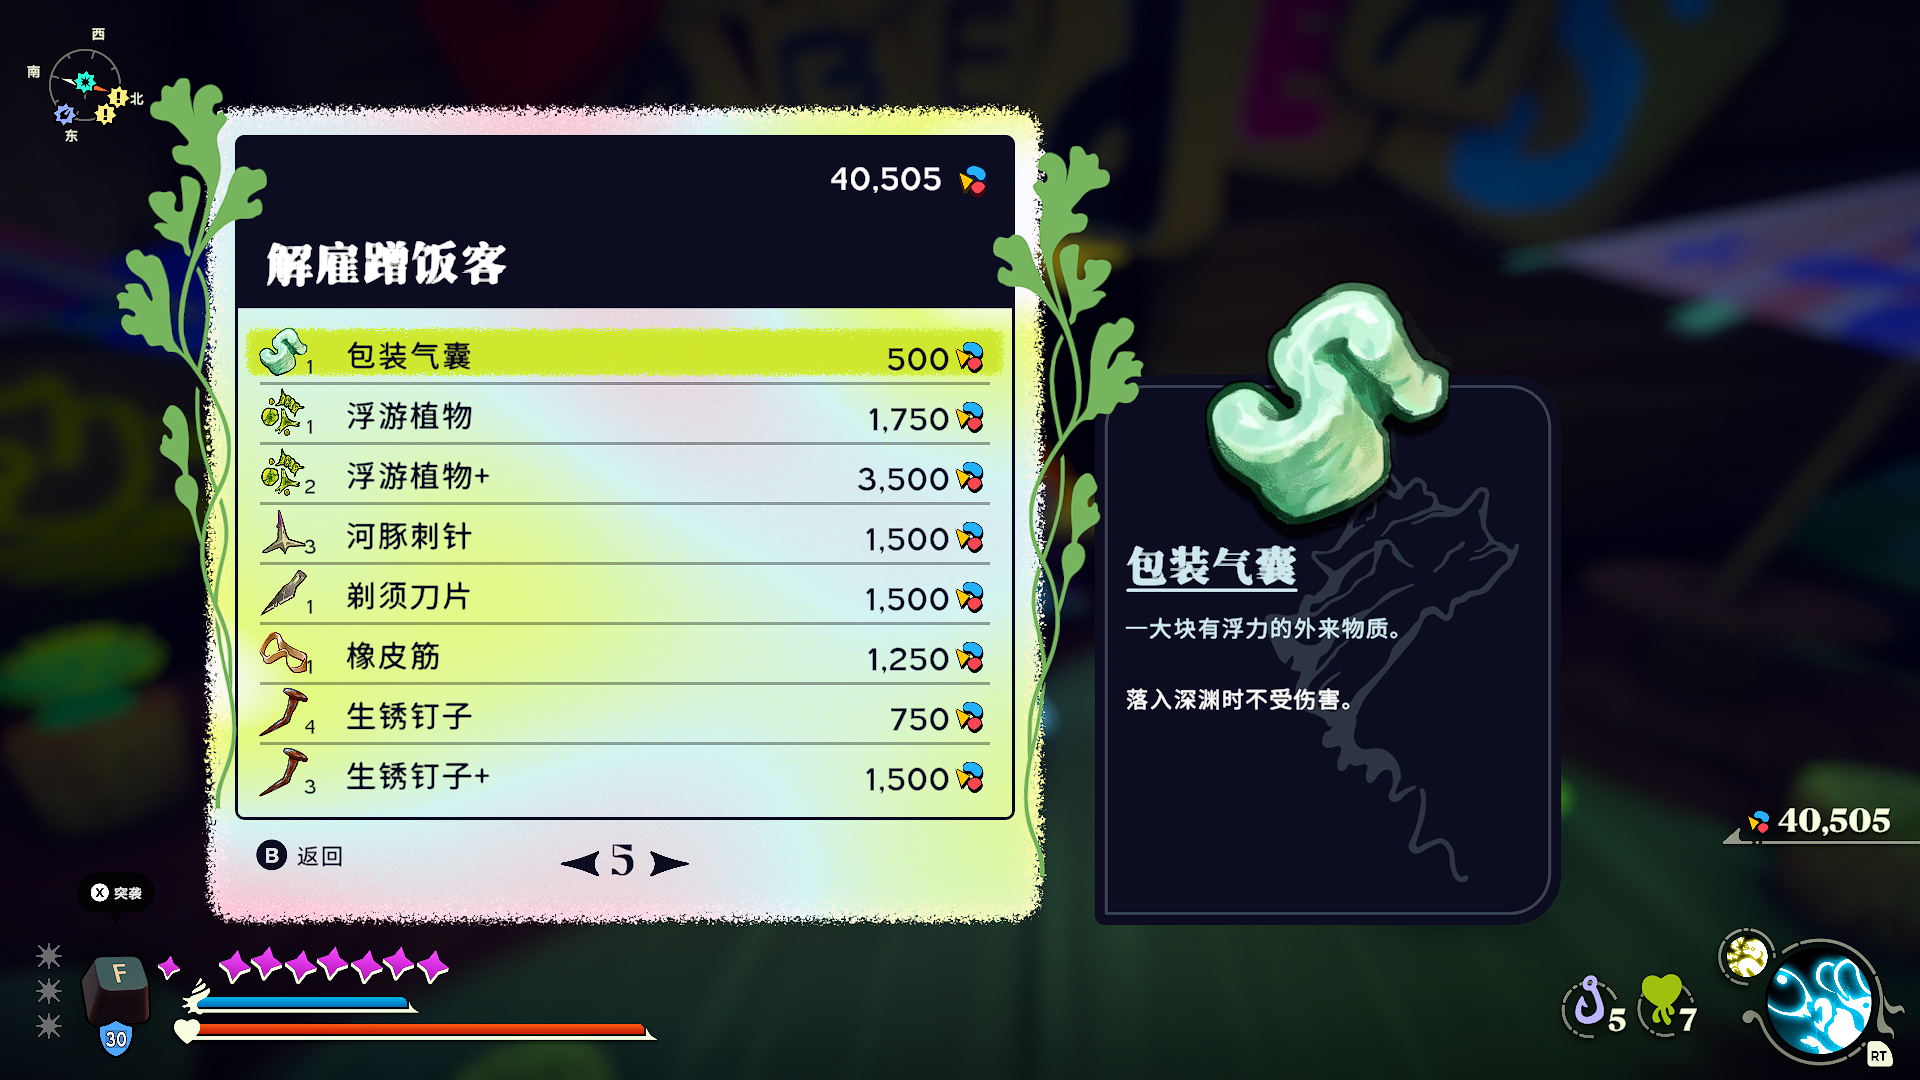 西
南
北
东
40,505
解雇蹭饭客
1 包装气囊 500
1 浮游植物 1,750
2 浮游植物+ 3,500
3 河豚刺针 1,500
1 剃须刀片 1,500
1 橡皮筋 1,250
4 生锈钉子 750
3 生锈钉子+ 1,500
B 返回
5
包装气囊
一大块有浮力的外来物质。
落入深渊时不受伤害。
40,505
X 突袭
F
30
5
7
RT